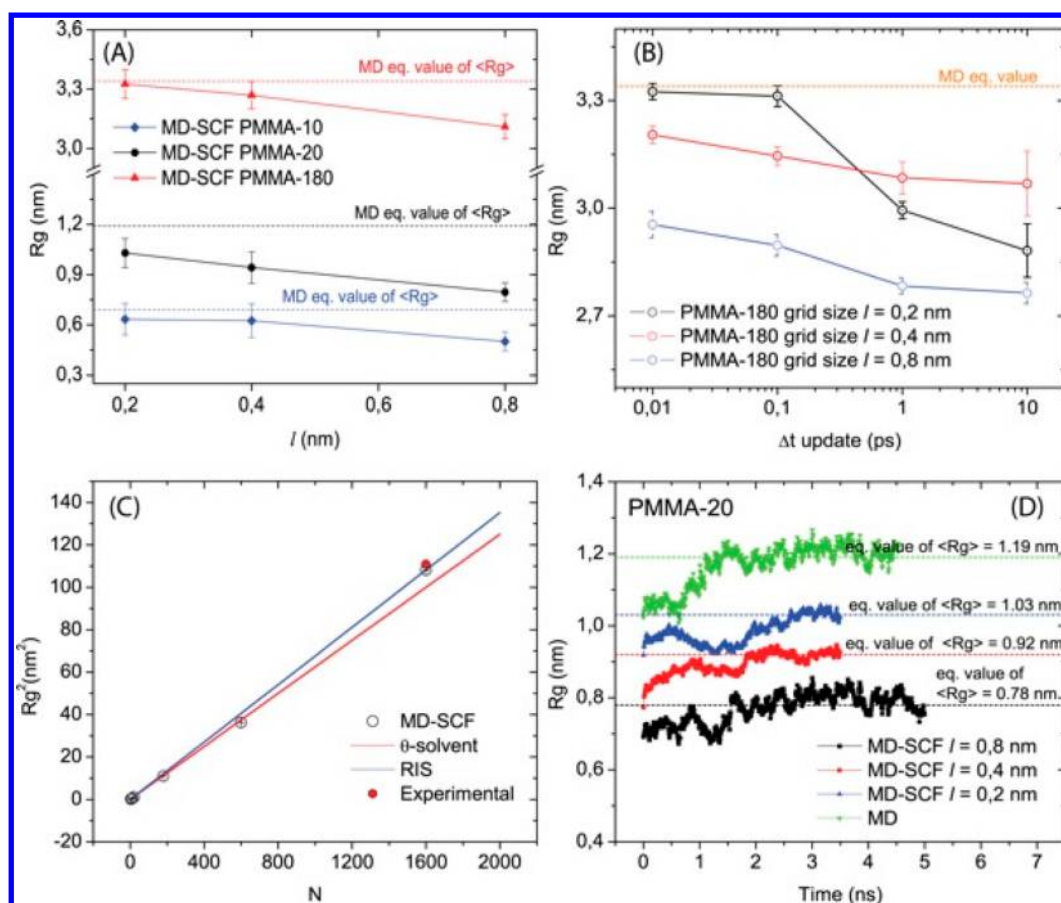 (A)
MD eq. value of <Rg>
MD-SCF PMMA-10
MD-SCF PMMA-20
MD-SCF PMMA-180
MD eq. value of <Rg>
MD eq. value of <Rg>
3,6
3,3
3,0
1,2
0,9
0,6
0,3
Rg (nm)
0,2 0,4 0,6 0,8
l (nm)
(B)
MD eq. value
PMMA-180 grid size l = 0,2 nm
PMMA-180 grid size l = 0,4 nm
PMMA-180 grid size l = 0,8 nm
3,3
3,0
2,7
Rg (nm)
0,01 0,1 1 10
Δt update (ps)
(C)
140
120
100
80
60
40
20
0
-20
Rg²(nm²)
MD-SCF
θ-solvent
RIS
Experimental
0 400 800 1200 1600 2000
N
PMMA-20 (D)
eq. value of <Rg> = 1.19 nm
eq. value of <Rg> = 1.03 nm
eq. value of <Rg> = 0.92 nm
eq. value of
<Rg> = 0.78 nm.
MD-SCF l = 0,8 nm
MD-SCF l = 0,4 nm
MD-SCF l = 0,2 nm
MD
1,4
1,2
1,0
0,8
0,6
0,4
Rg (nm)
0 1 2 3 4 5 6 7
Time (ns)